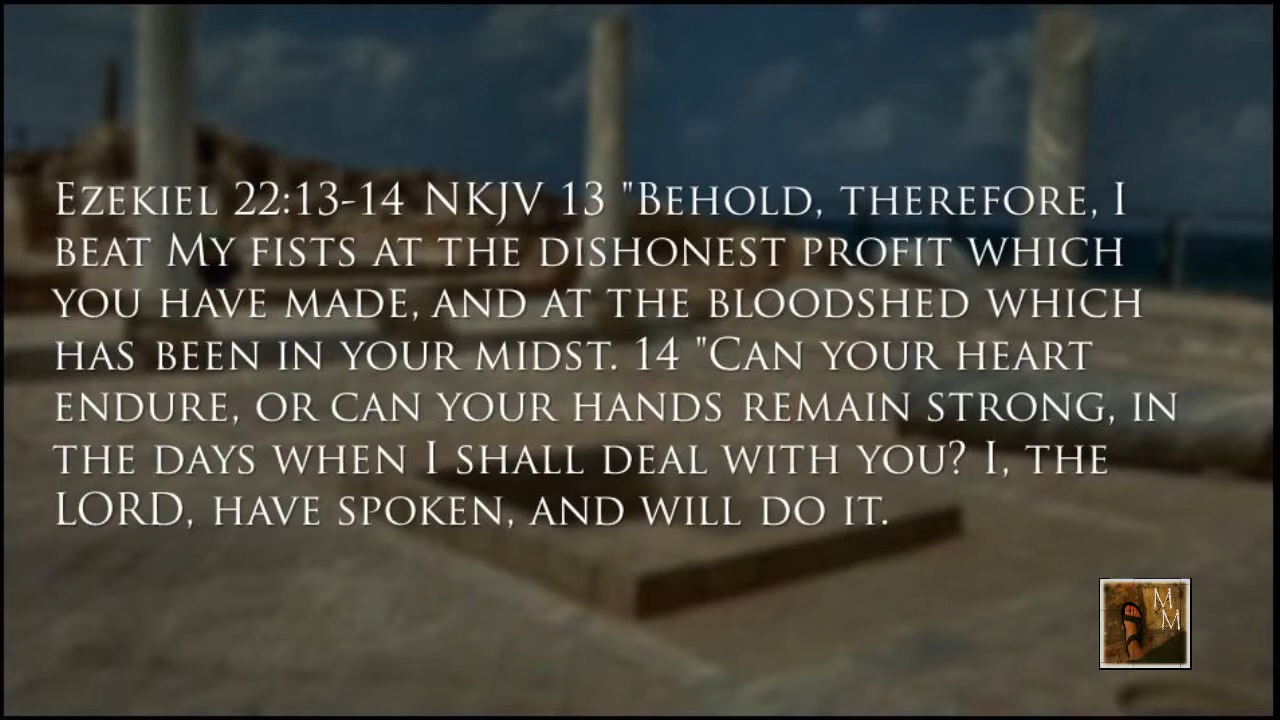 Ezekiel 22:13-14 NKJV 13 "Behold, therefore, I
beat My fists at the dishonest profit which
you have made, and at the bloodshed which
has been in your midst. 14 "Can your heart
endure, or can your hands remain strong, in
the days when I shall deal with you? I, the
LORD, have spoken, and will do it.
M
M